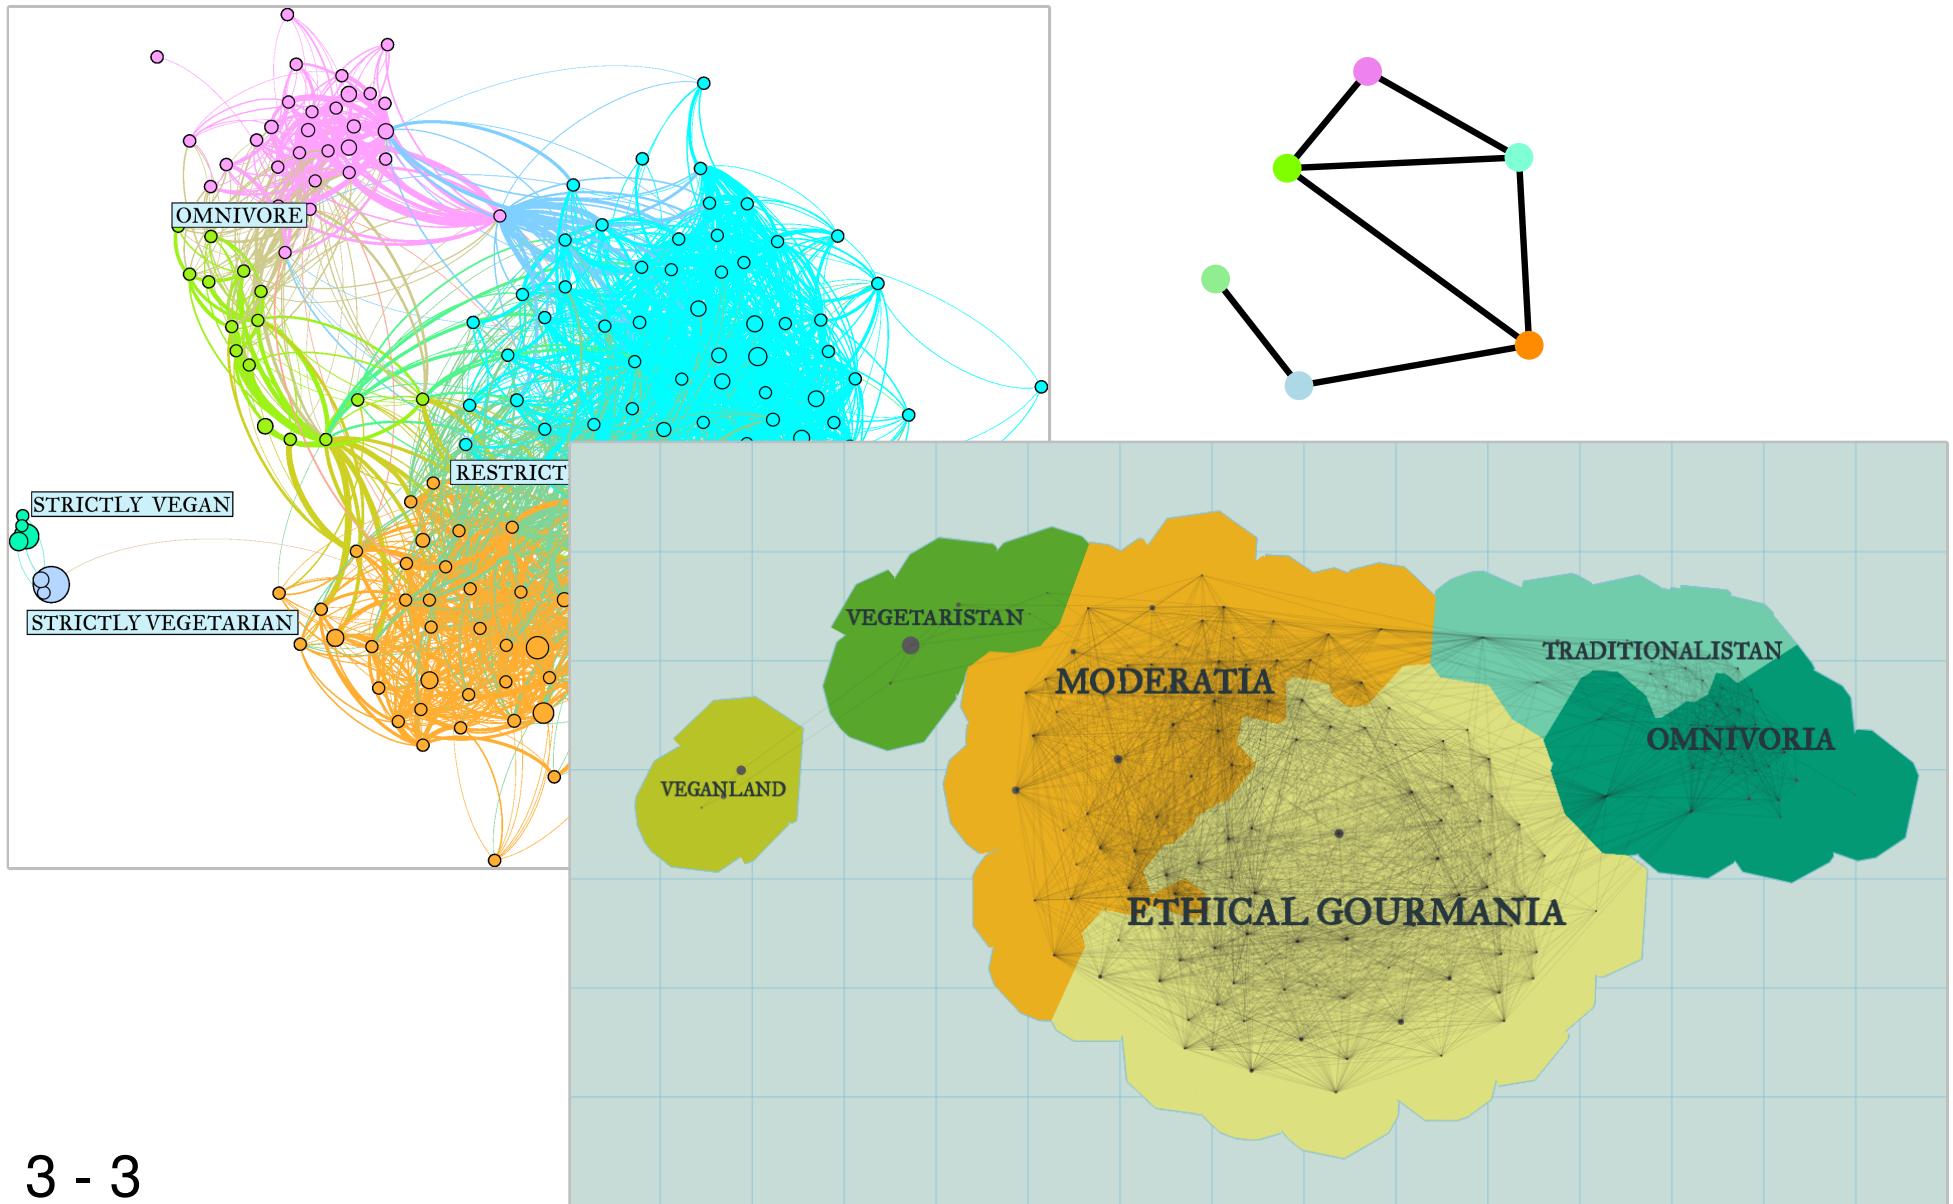 OMNIVORE
RESTRICT
STRICTLY VEGAN
STRICTLY VEGETARIAN
VEGETARISTAN
MODERATIA
TRADITIONALISTAN
OMNIVORIA
VEGANLAND
ETHICAL GOURMANIA
3 - 3